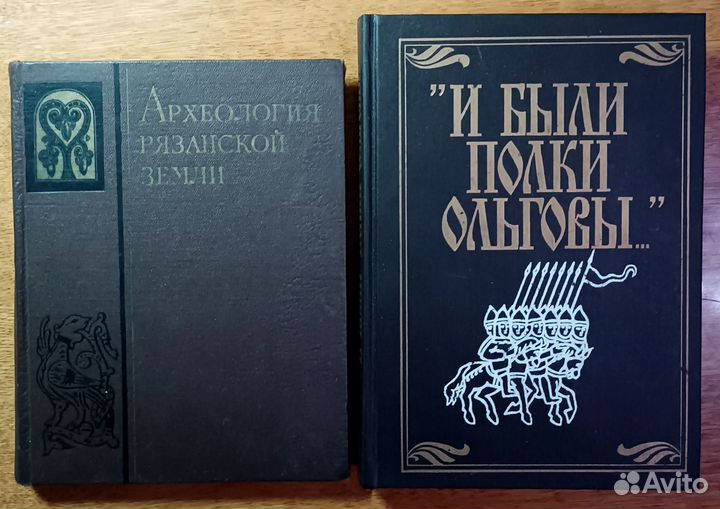 Археология
рязанской
земли
"И БЫЛИ
ПОЛКИ
ОЛЬГОВЫ..."
Avito